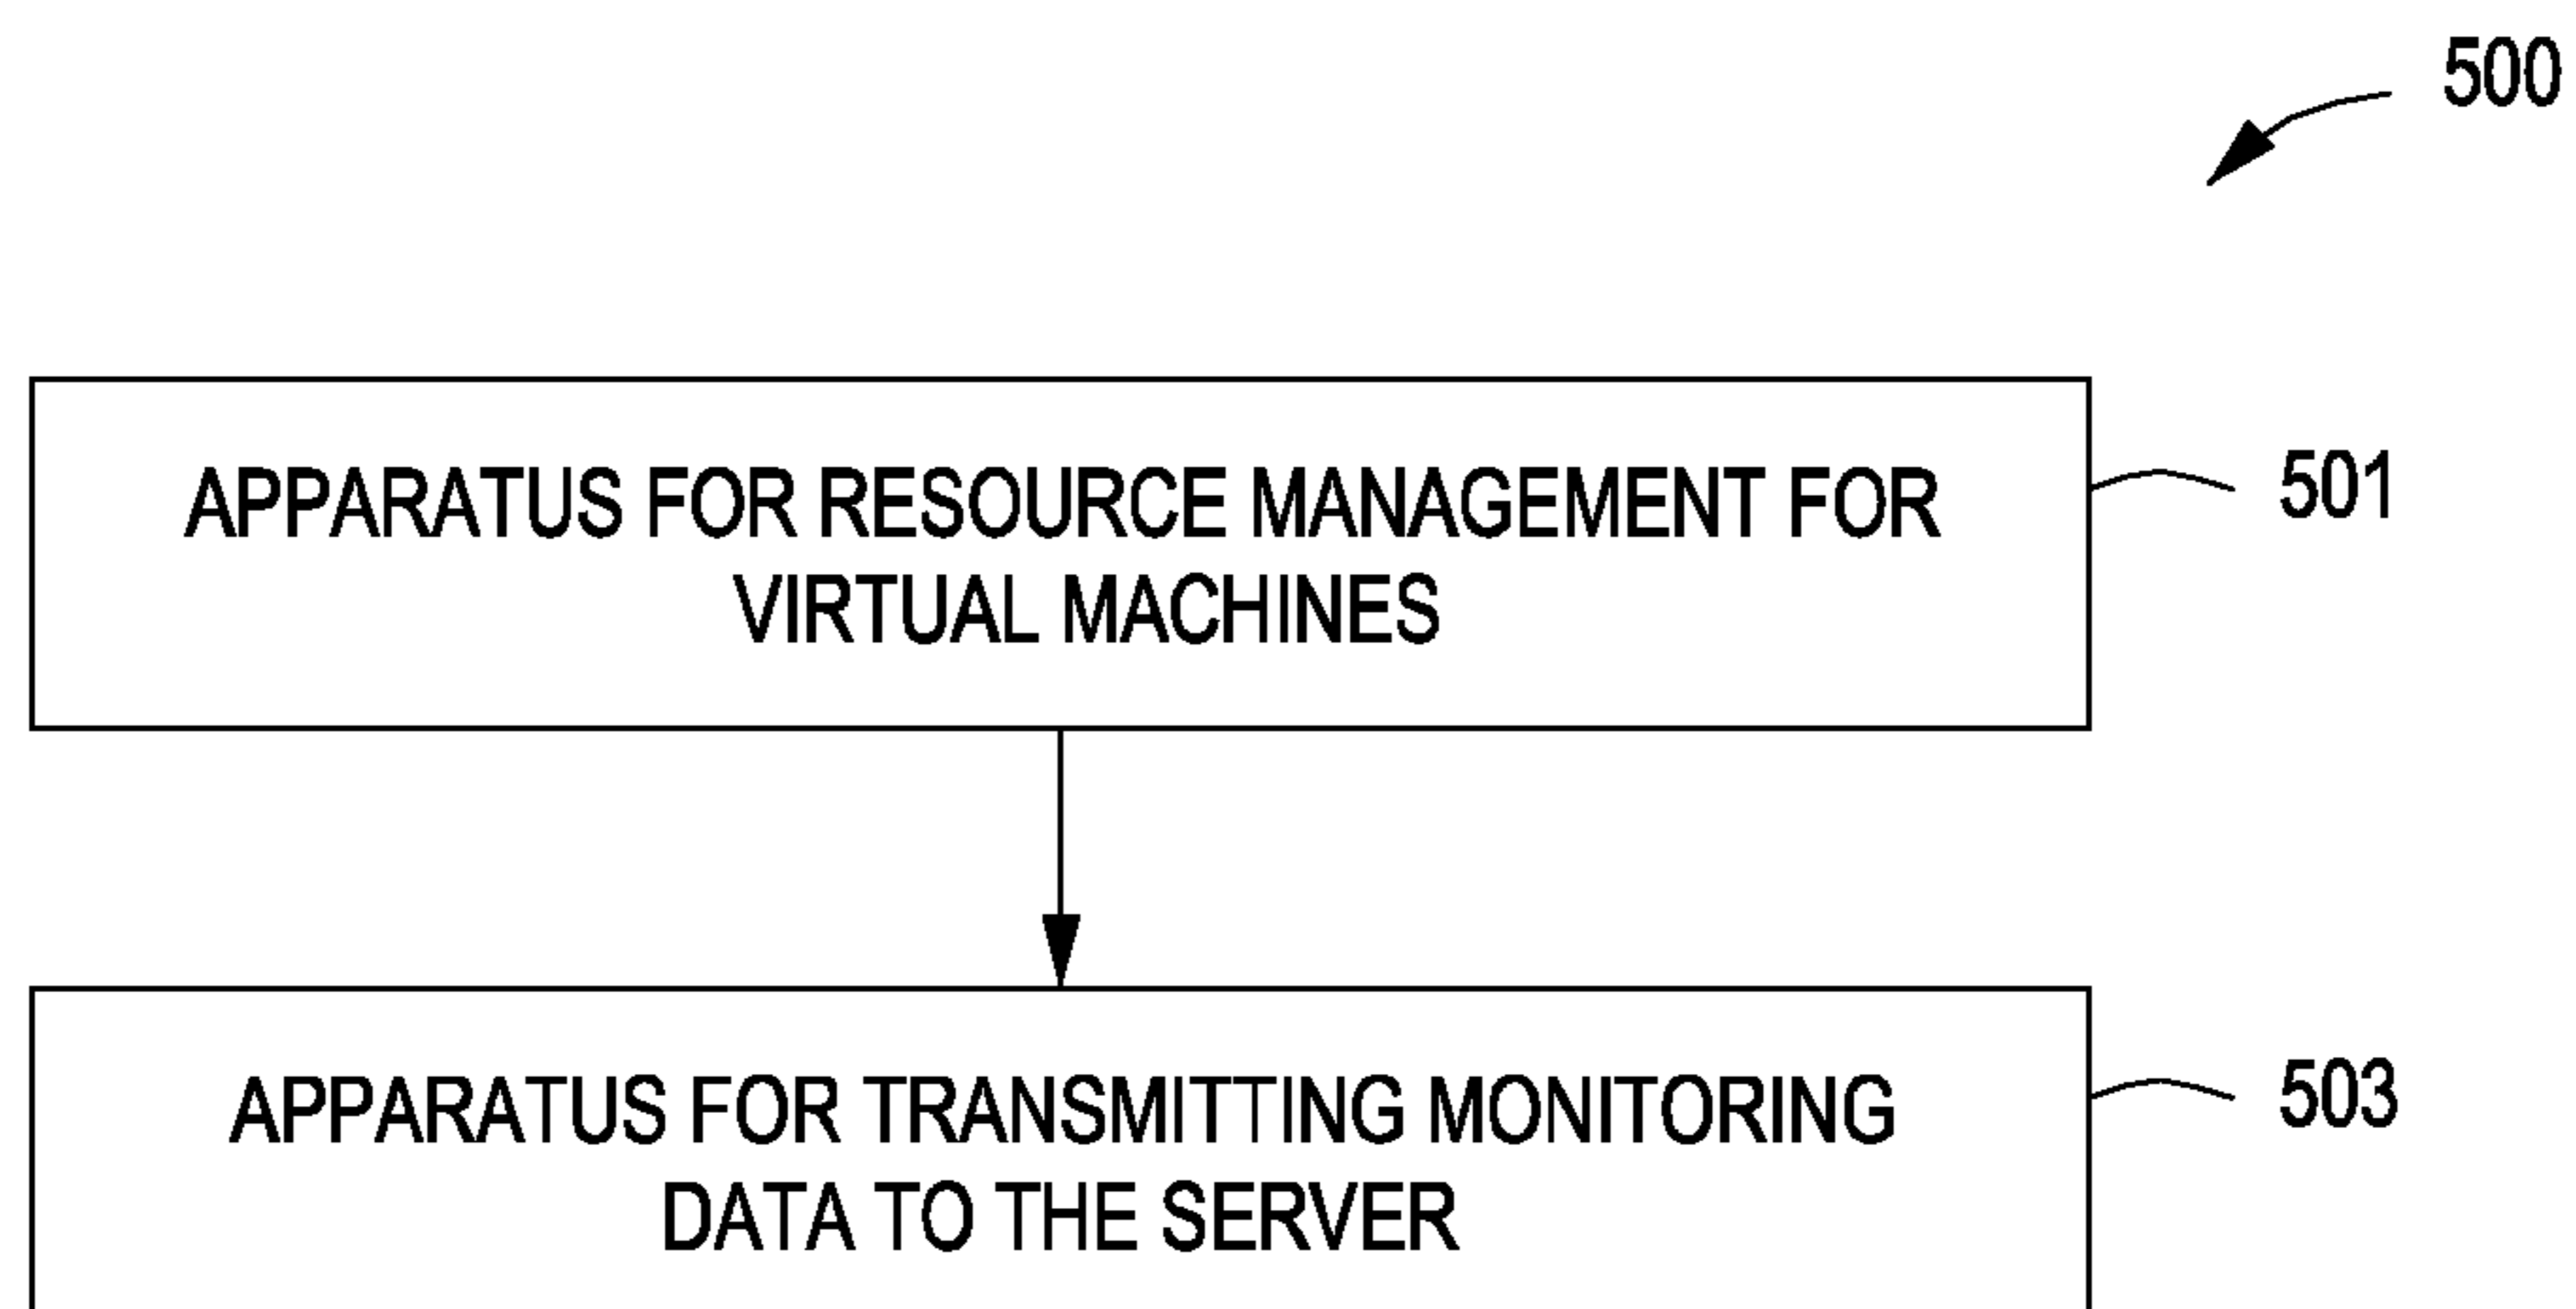 500
APPARATUS FOR RESOURCE MANAGEMENT FOR
VIRTUAL MACHINES
501
APPARATUS FOR TRANSMITTING MONITORING
DATA TO THE SERVER
503